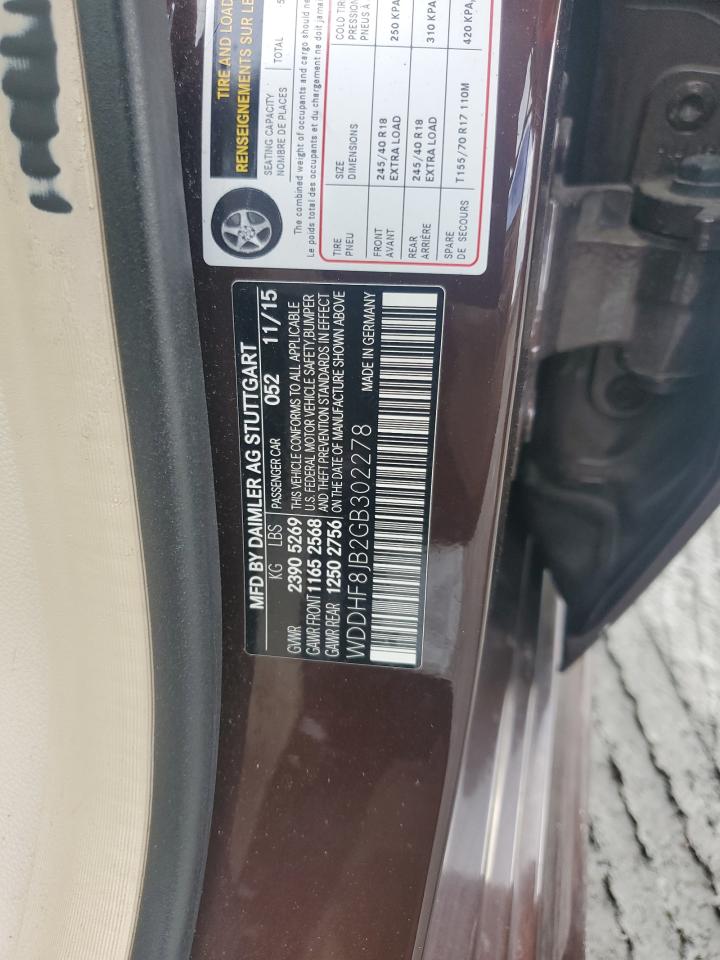 TIRE AND LOAD
RENSEIGNEMENTS SUR LE
SEATING CAPACITY
NOMBRE DE PLACES
TOTAL 5
The combined weight of occupants and cargo should ne
Le poids total des occupants et du chargement ne doit jamai
TIRE
PNEU
SIZE
DIMENSIONS
COLD TIR
PRESSION
PNEUS À
FRONT
AVANT
245/40 R18
EXTRA LOAD
250 KPA
REAR
ARRIÈRE
245/40 R18
EXTRA LOAD
310 KPA
SPARE
DE SECOURS
T155/70 R17 110M
420 KPA,
MFD BY DAIMLER AG STUTTGART
KG LBS PASSENGER CAR 052 11/15
GVWR 2390 5269 THIS VEHICLE CONFORMS TO ALL APPLICABLE
GAWR FRONT 1165 2568 U.S. FEDERAL MOTOR VEHICLE SAFETY, BUMPER
AND THEFT PREVENTION STANDARDS IN EFFECT
GAWR REAR 1250 2756 ON THE DATE OF MANUFACTURE SHOWN ABOVE
WDDHF8JB2GB302278 MADE IN GERMANY